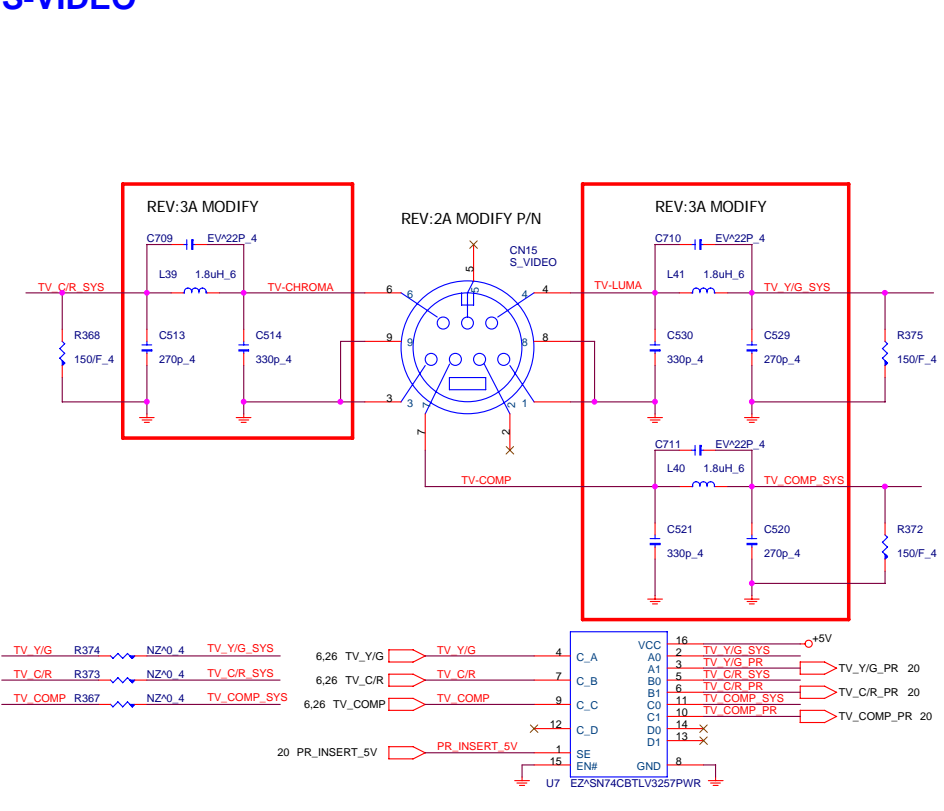 S-VIDEO
REV:3A MODIFY
REV:2A MODIFY P/N
REV:3A MODIFY
C709 EV^22P_4
CN15
S_VIDEO
C710 EV^22P_4
L39 1.8uH_6
5
5
L41 1.8uH_6
TV_C/R_SYS
TV-CHROMA
6
6
4
4
TV-LUMA
TV_Y/G_SYS
R368
150/F_4
C513
270p_4
C514
330p_4
9
9
8
8
C530
330p_4
C529
270p_4
R375
150/F_4
3
3
7
2
1
1
7
2
C711 EV^22P_4
L40 1.8uH_6
TV-COMP
TV_COMP_SYS
C521
330p_4
C520
270p_4
R372
150/F_4
TV_Y/G R374 NZ^0_4 TV_Y/G_SYS
TV_C/R R373 NZ^0_4 TV_C/R_SYS
TV_COMP R367 NZ^0_4 TV_COMP_SYS
6,26 TV_Y/G TV_Y/G 4 C_A
6,26 TV_C/R TV_C/R 7 C_B
6,26 TV_COMP TV_COMP 9 C_C
12 C_D
20 PR_INSERT_5V PR_INSERT_5V 1 SE
15 EN#
VCC 16 +5V
A0 2 TV_Y/G_SYS
A1 3 TV_Y/G_PR TV_Y/G_PR 20
B0 5 TV_C/R_SYS
B1 6 TV_C/R_PR TV_C/R_PR 20
C0 11 TV_COMP_SYS
C1 10 TV_COMP_PR TV_COMP_PR 20
D0 14
D1 13
GND 8
U7 EZ^SN74CBTLV3257PWR